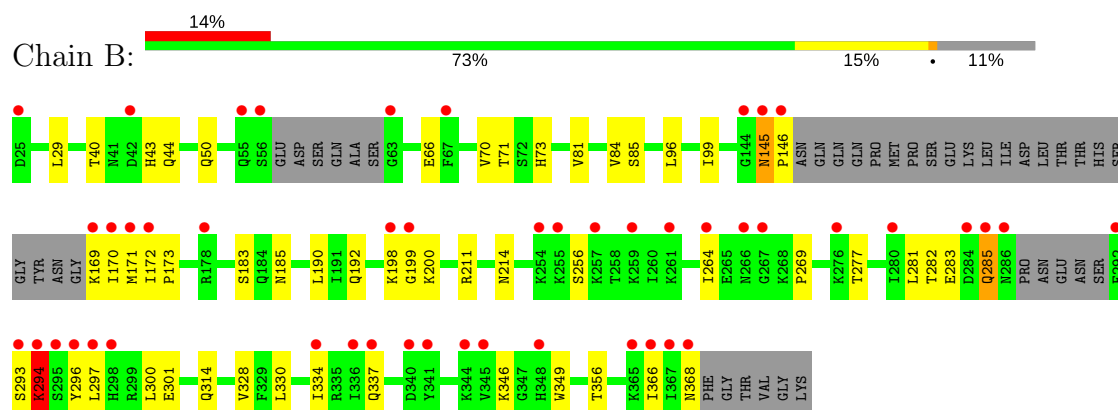 14%
Chain B:
73% 15% • 11%
D25 L29 T40 N41 D42 H43 Q44 Q50 Q55 S56 GLU ASP SER GLN ALA SER G63 E66 F67 V70 T71 S72 H73 V81 V84 S85 L96 I99 G144 N145 P146 ASN GLN GLN GLN PRO MET PRO SER GLU LYS LEU ILE ASP LEU THR THR HIS SER
GLY TYR ASN GLY K169 I170 M171 I172 P173 R178 S183 Q184 N185 L190 I191 Q192 K198 G199 K200 R211 N214 K254 K255 S256 K257 T258 K259 I260 K261 I264 E265 N266 G267 K268 P269 K276 T277 I280 L281 T282 E283 D284 Q285 N286 PRO ASN GLU ASN SER
S293 K294 S295 Y296 L297 H298 R299 L300 E301 Q314 V328 F329 L330 I334 R335 I336 Q337 D340 Y341 K344 V345 K346 G347 H348 W349 T356 K365 I366 I367 N368 PHE GLY THR VAL GLY LYS